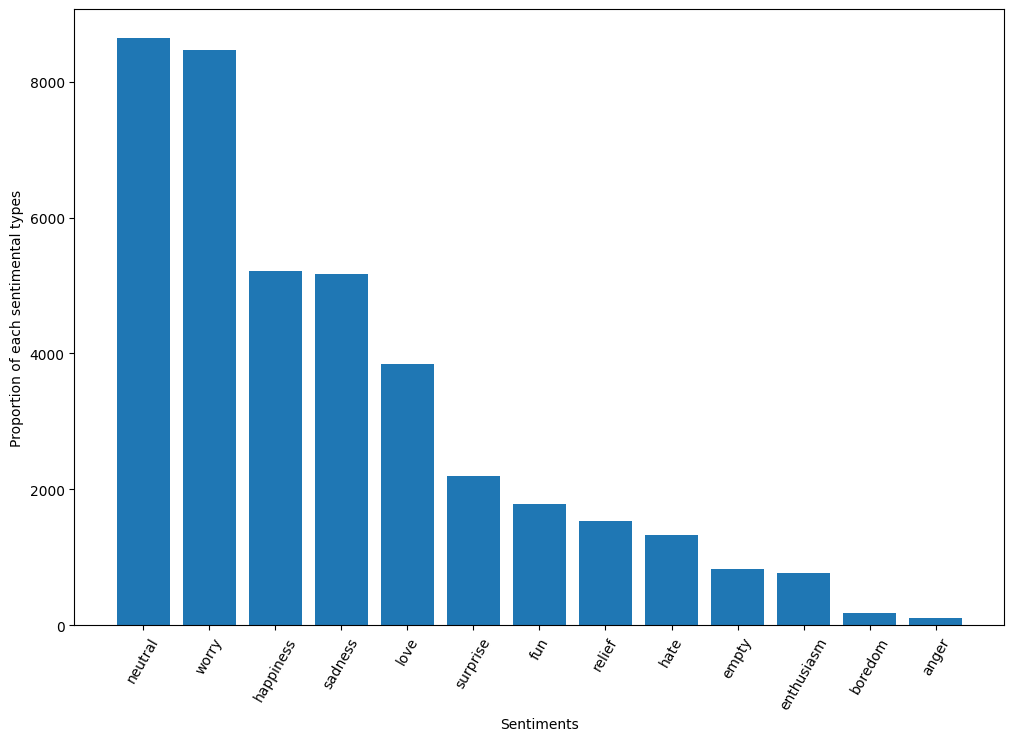 8000
6000
4000
2000
0
Proportion of each sentimental types
neutral
worry
happiness
sadness
love
surprise
fun
relief
hate
empty
enthusiasm
boredom
anger
Sentiments